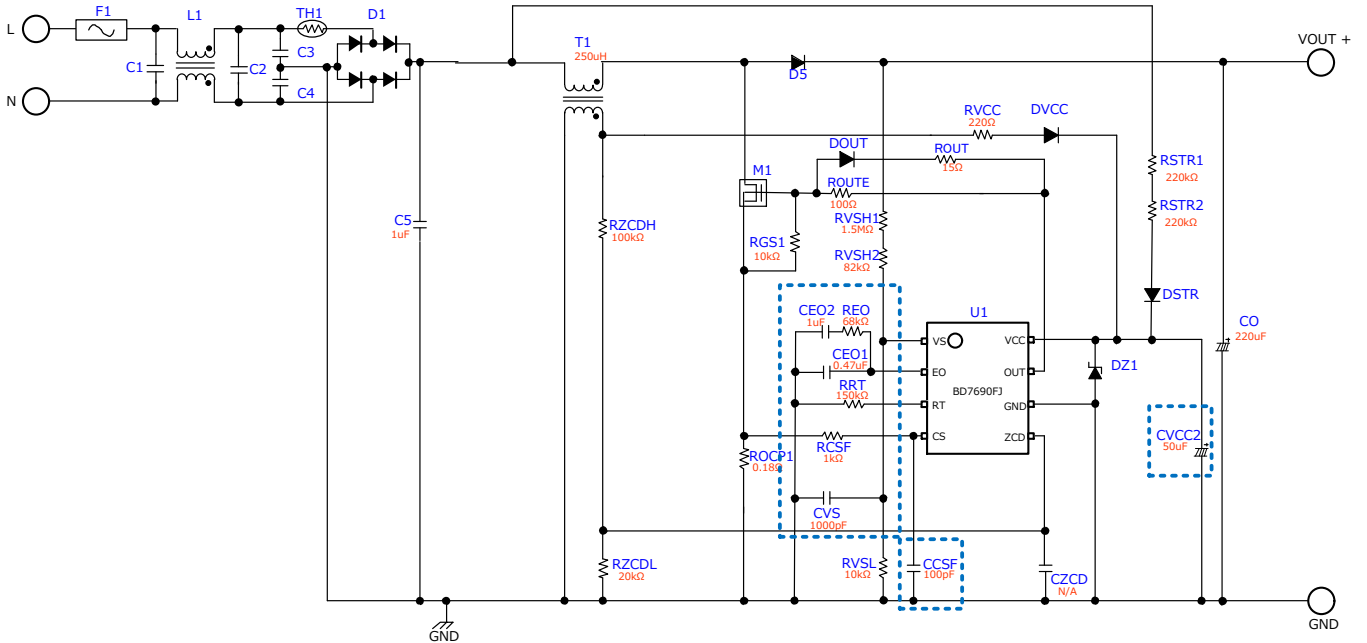 F1
L1
TH1
D1
L
C3
C1
C2
C4
N
T1
250uH
D5
VOUT +
RVCC
220Ω
DVCC
DOUT
ROUT
15Ω
M1
ROUTE
100Ω
RSTR1
220kΩ
RSTR2
220kΩ
C5
1uF
RZCDH
100kΩ
RVSH1
1.5MΩ
RGS1
10kΩ
RVSH2
82kΩ
DSTR
CEO2
1uF
REO
68kΩ
U1
CO
220uF
VS
VCC
CEO1
0.47uF
EO
OUT
DZ1
RRT
150kΩ
BD7690FJ
RT
GND
CS
ZCD
CVCC2
50uF
RCSF
1kΩ
ROCP1
0.18Ω
CVS
1000pF
RZCDL
20kΩ
RVSL
10kΩ
CCSF
100pF
CZCD
N/A
GND
GND